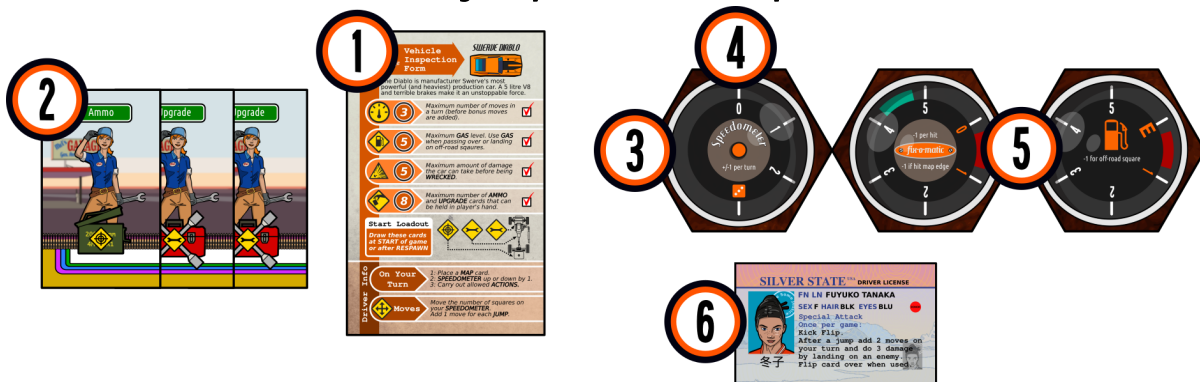 2
Ammo
Upgrade
Upgrade
1
Vehicle
Inspection
Form
SWERVE DIABLO
The Diablo is manufacturer Swerve's most
powerful (and heaviest) production car. A 5 litre V8
and terrible brakes make it an unstoppable force.
3
Maximum number of moves in
a turn (before bonus moves
are added).
5
Maximum GAS level. Use GAS
when passing over or landing
on off-road sqaures.
5
Maximum amount of damage
the car can take before being
WRECKED.
8
Maximum number of AMMO
and UPGRADE cards that can
be held in player's hand.
Start Loadout
Draw these cards
at START of game
or after RESPAWN
Driver Info
On Your
Turn
1: Place a MAP card.
2: SPEEDOMETER up or down by 1.
3: Carry out allowed ACTIONS.
Moves
Move the number of squares on
your SPEEDOMETER.
Add 1 move for each JUMP.
4
3
0
1
2
Speedometer
+/-1 per turn
5
4
0
1
2
3
-1 per hit
-1 if hit map edge
5
5
4
E
1
2
3
-1 for off-road square
6
SILVER STATE USA DRIVER LICENSE
FN LN FUYUKO TANAKA
SEX F HAIR BLK EYES BLU
Special Attack
Once per game:
Kick Flip.
After a jump add 2 moves on
your turn and do 3 damage
by landing on an enemy.
Flip card over when used.
冬子